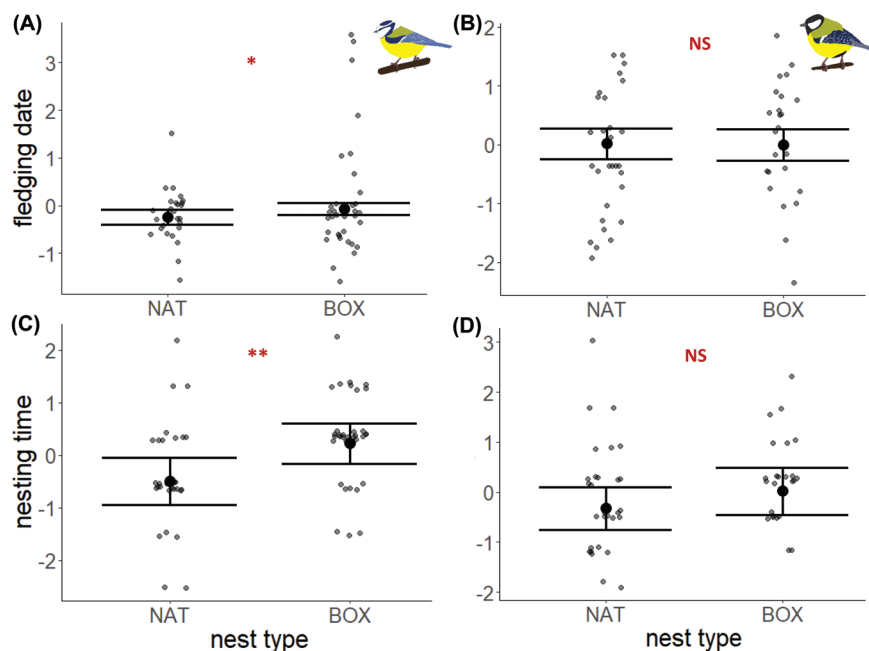 (A)
*
fledging date
3
2
1
0
-1
NAT
BOX
(B)
NS
2
1
0
-1
-2
NAT
BOX
(C)
**
nesting time
2
1
0
-1
-2
NAT
BOX
nest type
(D)
NS
3
2
1
0
-1
-2
NAT
BOX
nest type